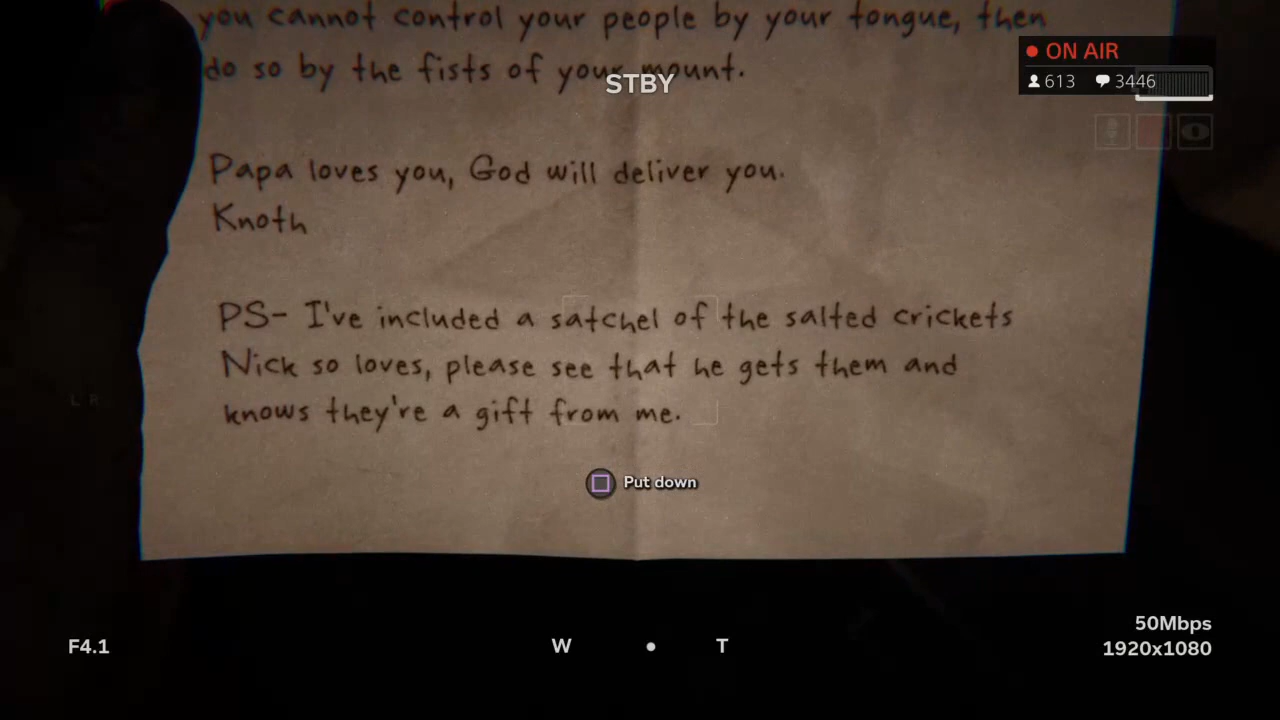 you cannot control your people by your tongue, then
do so by the fists of your mount.
STBY
ON AIR
613 3446
Papa loves you, God will deliver you.
Knoth
PS- I've included a satchel of the salted crickets
Nick so loves, please see that he gets them and
knows they're a gift from me.
L R
Put down
F4.1
W T
50Mbps
1920x1080